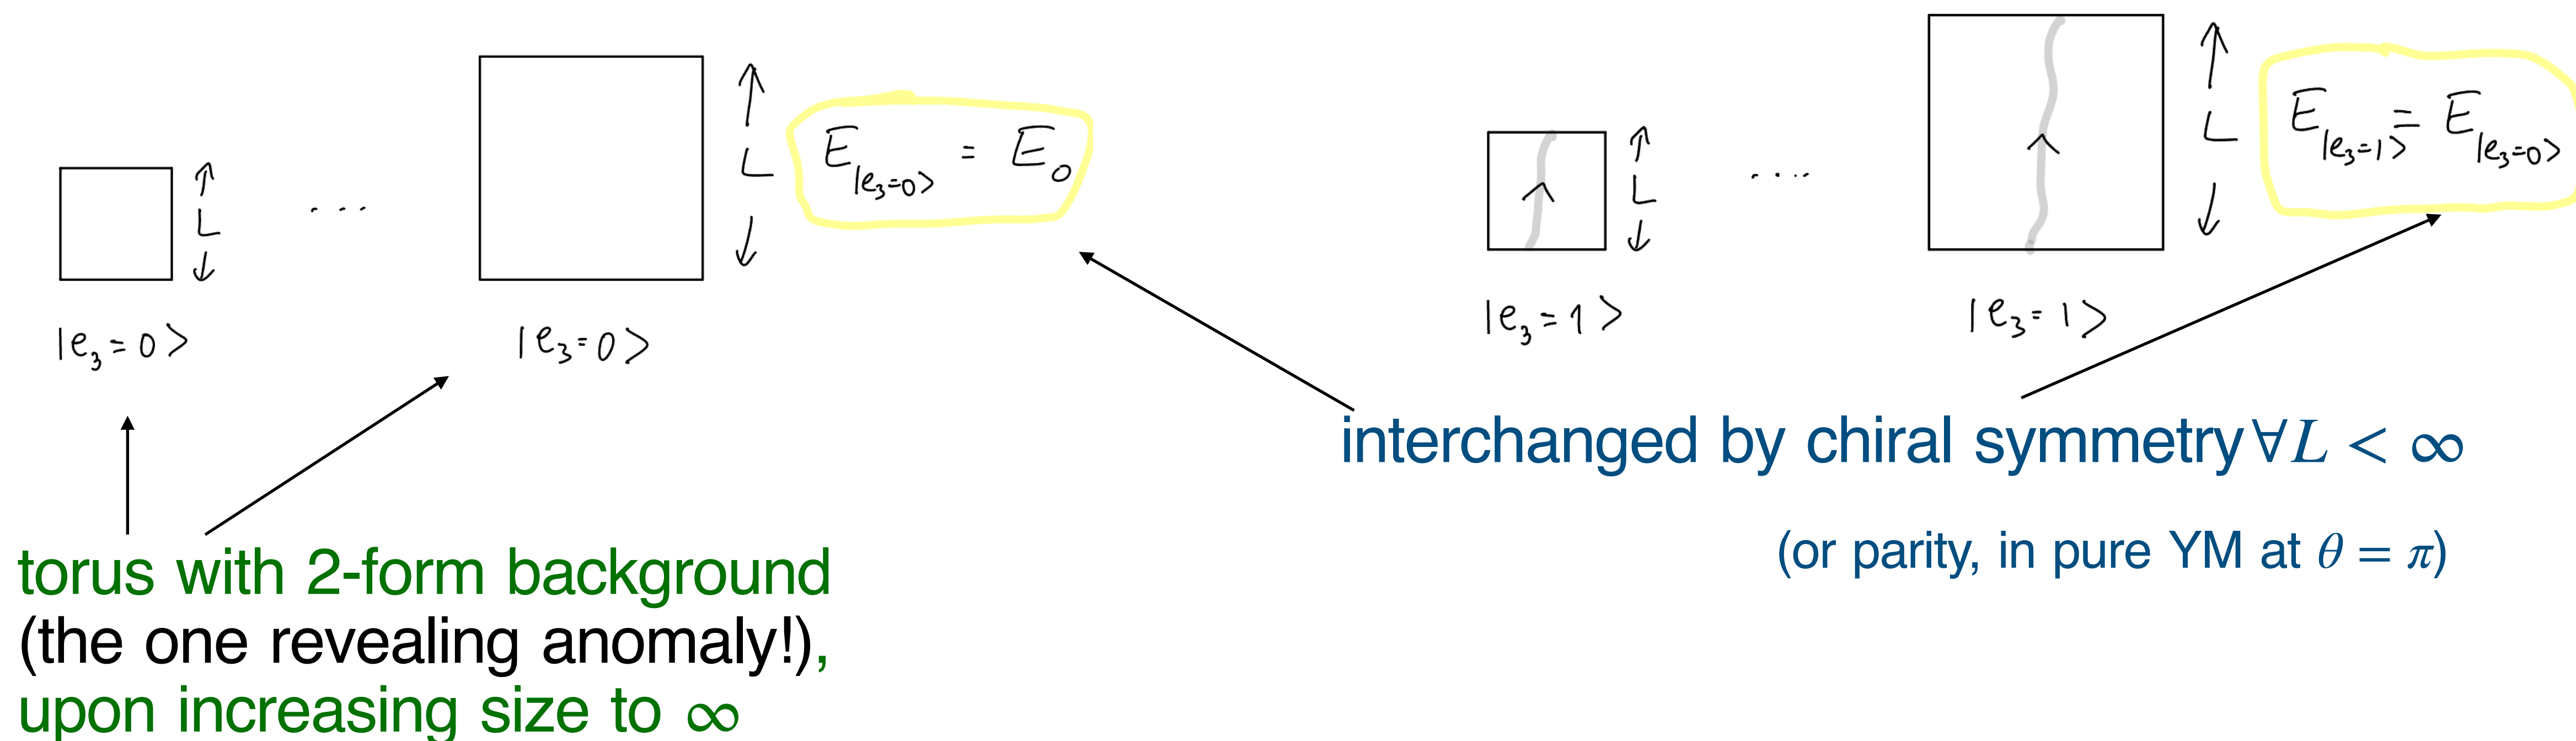 ↑
L
↓
...
↑
L
↓
E_{|e₃=0>} = E₀
|e₃=0>
|e₃=0>
↑
L
↓
....
↑
L
↓
E_{|e₃=1>} = E_{|e₃=0>}
|e₃=1>
|e₃=1>
interchanged by chiral symmetry ∀L < ∞
(or parity, in pure YM at θ = π)
torus with 2-form background
(the one revealing anomaly!),
upon increasing size to ∞